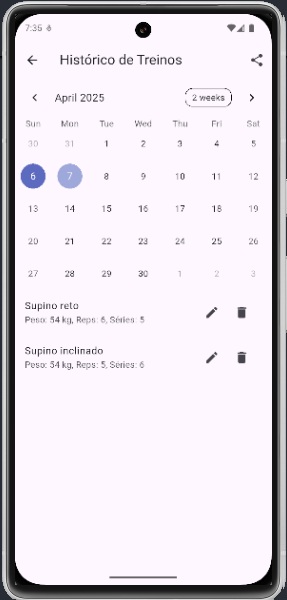 7:35
Histórico de Treinos
April 2025
2 weeks
Sun Mon Tue Wed Thu Fri Sat
30 31 1 2 3 4 5
6 7 8 9 10 11 12
13 14 15 16 17 18 19
20 21 22 23 24 25 26
27 28 29 30 1 2 3
Supino reto
Peso: 54 kg, Reps: 6, Séries: 5
Supino inclinado
Peso: 54 kg, Reps: 5, Séries: 6